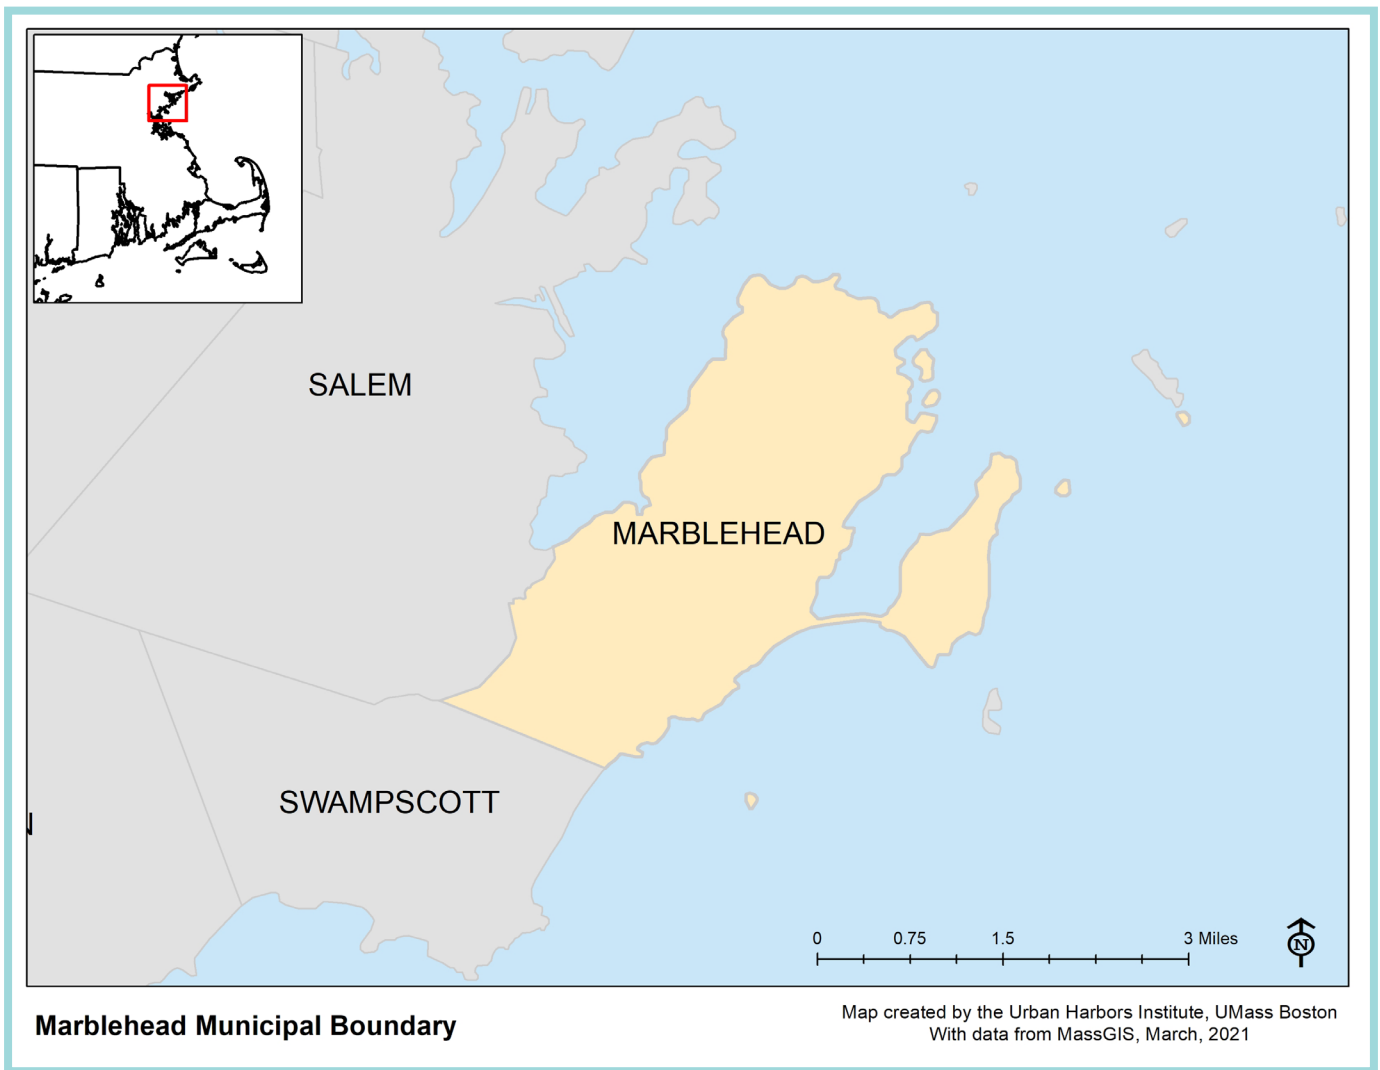 SALEM
MARBLEHEAD
SWAMPSCOTT
N
0 0.75 1.5 3 Miles
N
Marblehead Municipal Boundary
Map created by the Urban Harbors Institute, UMass Boston
With data from MassGIS, March, 2021